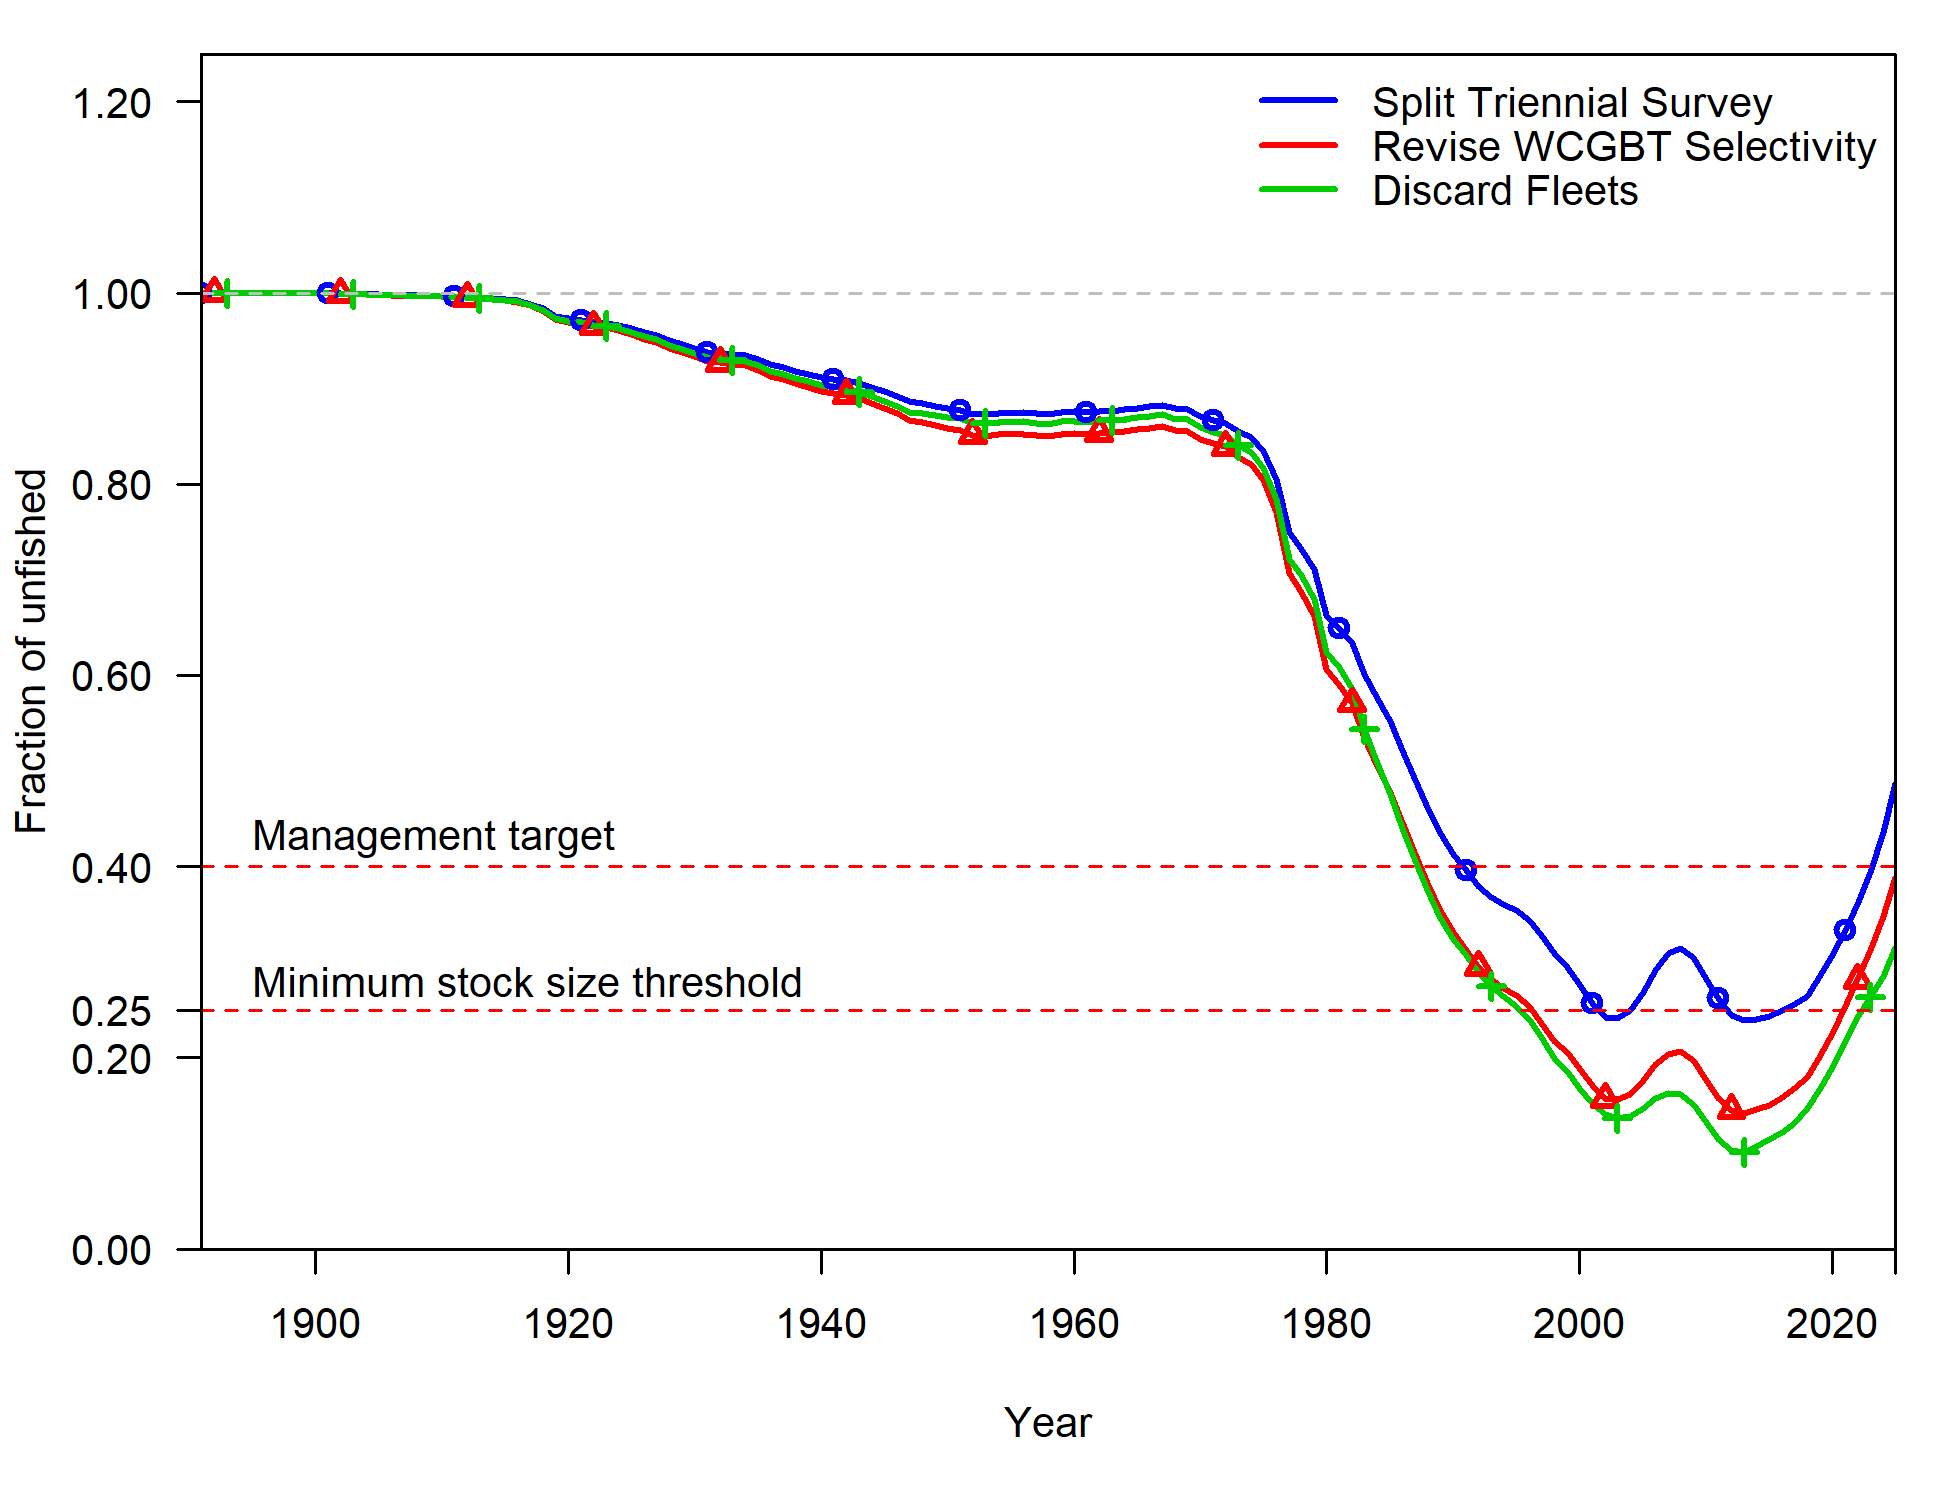 Split Triennial Survey
Revise WCGBT Selectivity
Discard Fleets
1.20
1.00
0.80
0.60
0.40
0.25
0.20
0.00
Fraction of unfished
Management target
Minimum stock size threshold
1900 1920 1940 1960 1980 2000 2020
Year